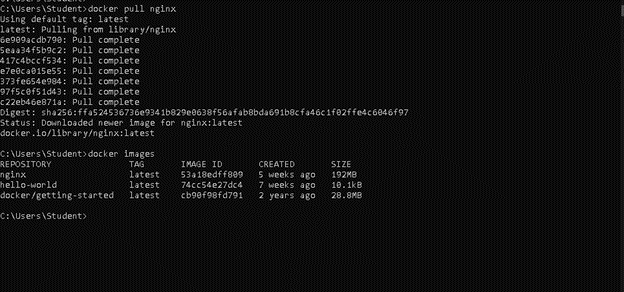 C:\Users\Student>docker pull nginx
Using default tag: latest
latest: Pulling from library/nginx
6e909acdb790: Pull complete
5eaa34f5b9c2: Pull complete
417c4bccf534: Pull complete
e7e0ca015e55: Pull complete
373fe654e984: Pull complete
97f5c0f51d43: Pull complete
c22eb46e871a: Pull complete
Digest: sha256:ffa524536736e9341b829e0638f56afab8bda691b8cfa46c1f02ffe4c6046f97
Status: Downloaded newer image for nginx:latest
docker.io/library/nginx:latest
C:\Users\Student>docker images
REPOSITORY TAG IMAGE ID CREATED SIZE
nginx latest 53a18edff809 5 weeks ago 192MB
hello-world latest 74cc54e27dc4 7 weeks ago 10.1kB
docker/getting-started latest cb90f98fd791 2 years ago 28.8MB
C:\Users\Student>